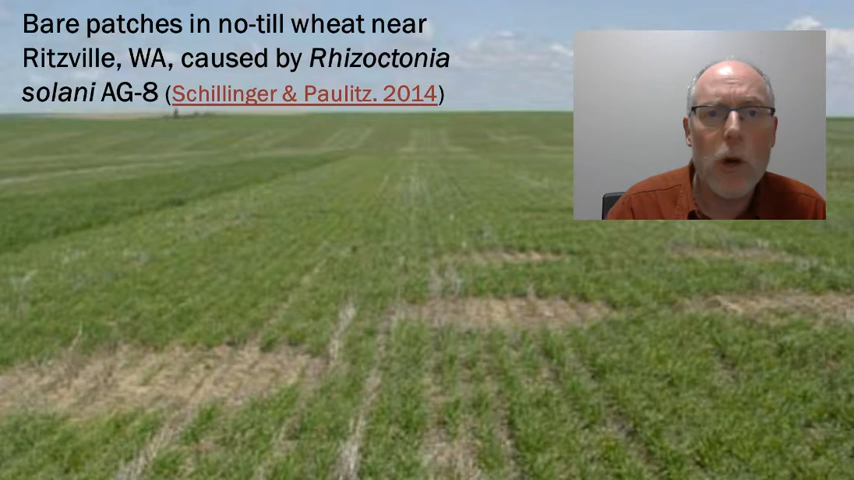 Bare patches in no-till wheat near
Ritzville, WA, caused by Rhizoctonia
solani AG-8 (Schillinger & Paulitz. 2014)